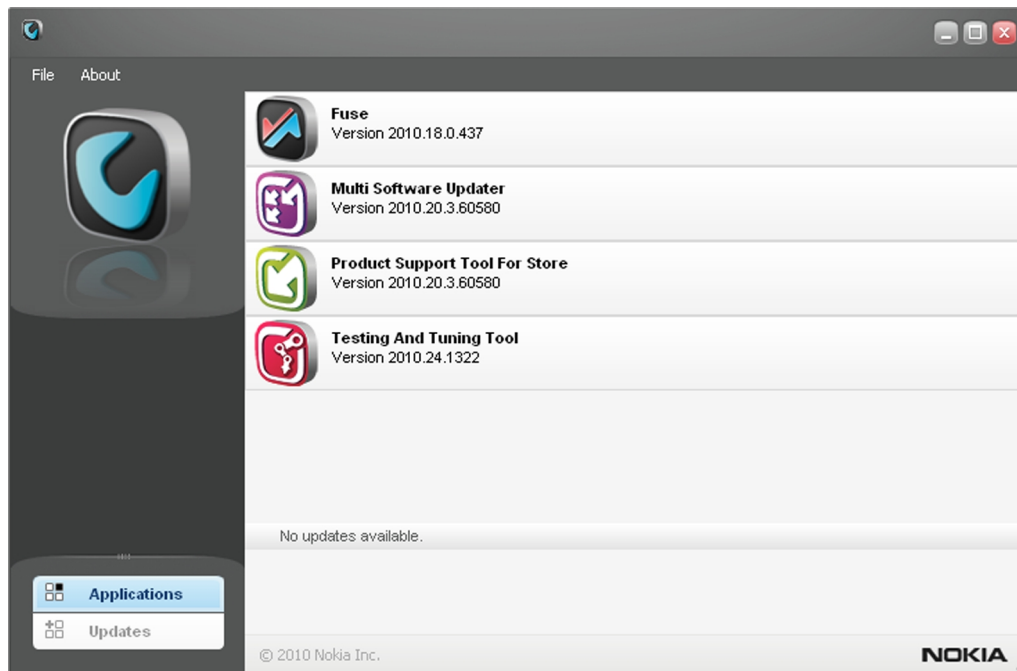 File About
Fuse
Version 2010.18.0.437
Multi Software Updater
Version 2010.20.3.60580
Product Support Tool For Store
Version 2010.20.3.60580
Testing And Tuning Tool
Version 2010.24.1322
No updates available.
Applications
Updates
© 2010 Nokia Inc.
NOKIA